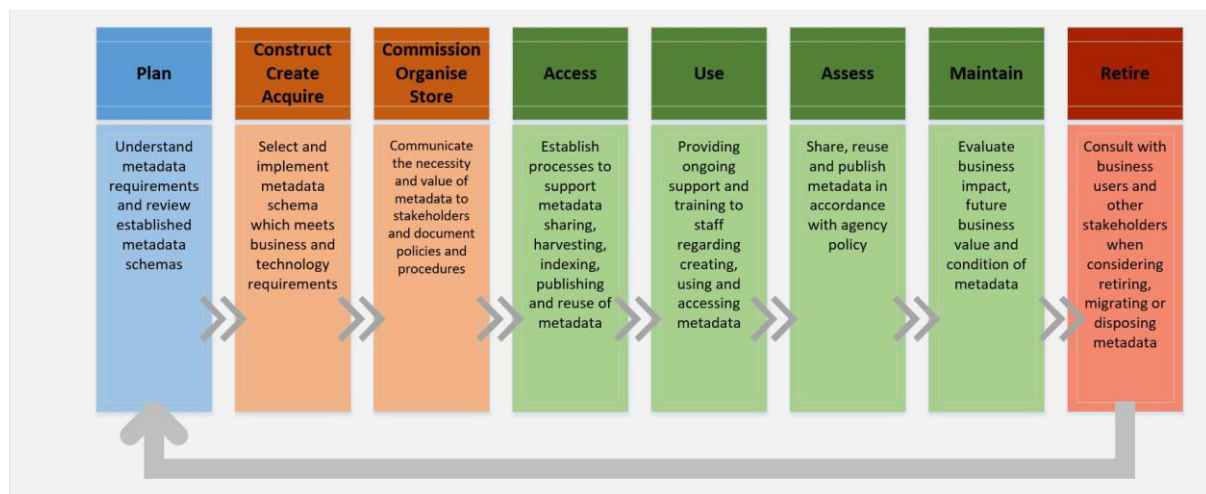 Plan
Understand
metadata
requirements
and review
established
metadata
schemas
Construct
Create
Acquire
Select and
implement
metadata
schema
which meets
business and
technology
requirements
Commission
Organise
Store
Communicate
the necessity
and value of
metadata to
stakeholders
and document
policies and
procedures
Access
Establish
processes to
support
metadata
sharing,
harvesting,
indexing,
publishing
and reuse of
metadata
Use
Providing
ongoing
support and
training to
staff
regarding
creating,
using and
accessing
metadata
Assess
Share, reuse
and publish
metadata in
accordance
with agency
policy
Maintain
Evaluate
business
impact,
future
business
value and
condition of
metadata
Retire
Consult with
business
users and
other
stakeholders
when
considering
retiring,
migrating or
disposing
metadata